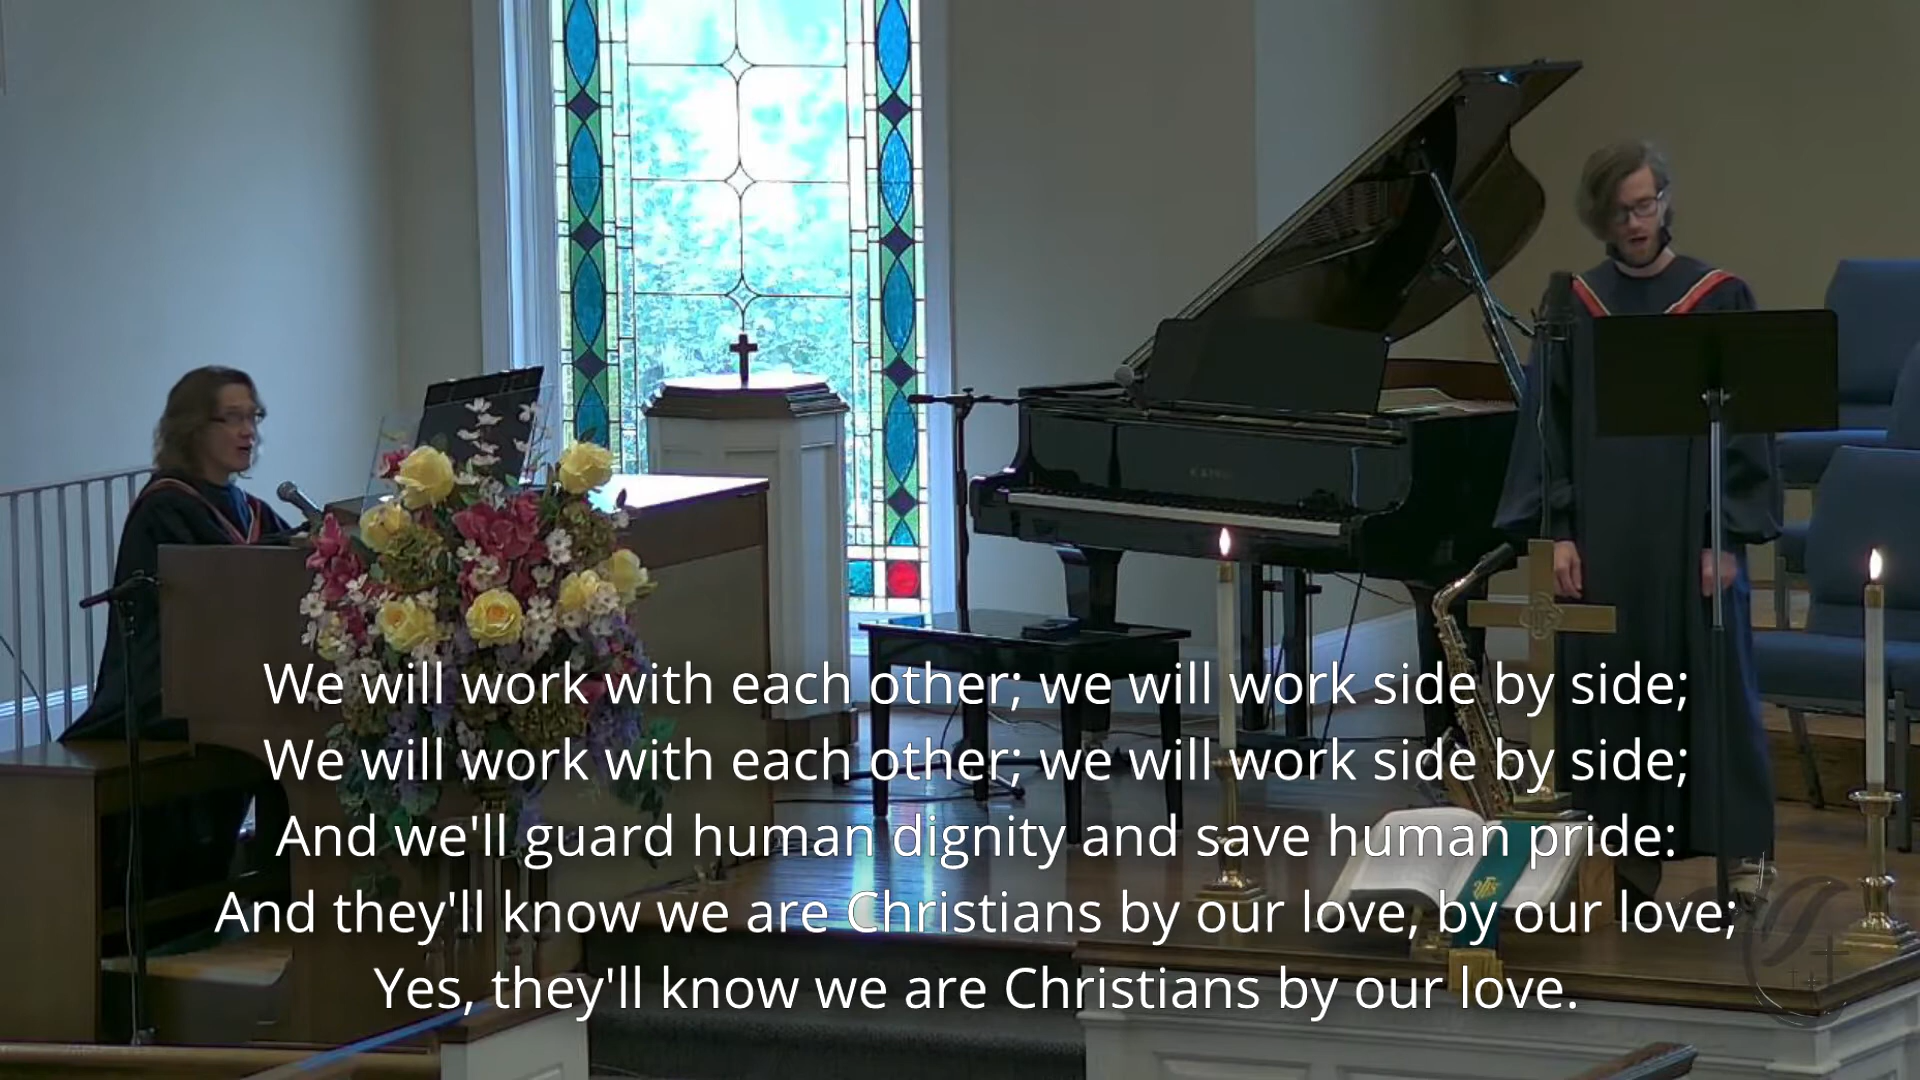 We will work with each other; we will work side by side;
We will work with each other; we will work side by side;
And we'll guard human dignity and save human pride:
And they'll know we are Christians by our love, by our love;
Yes, they'll know we are Christians by our love.